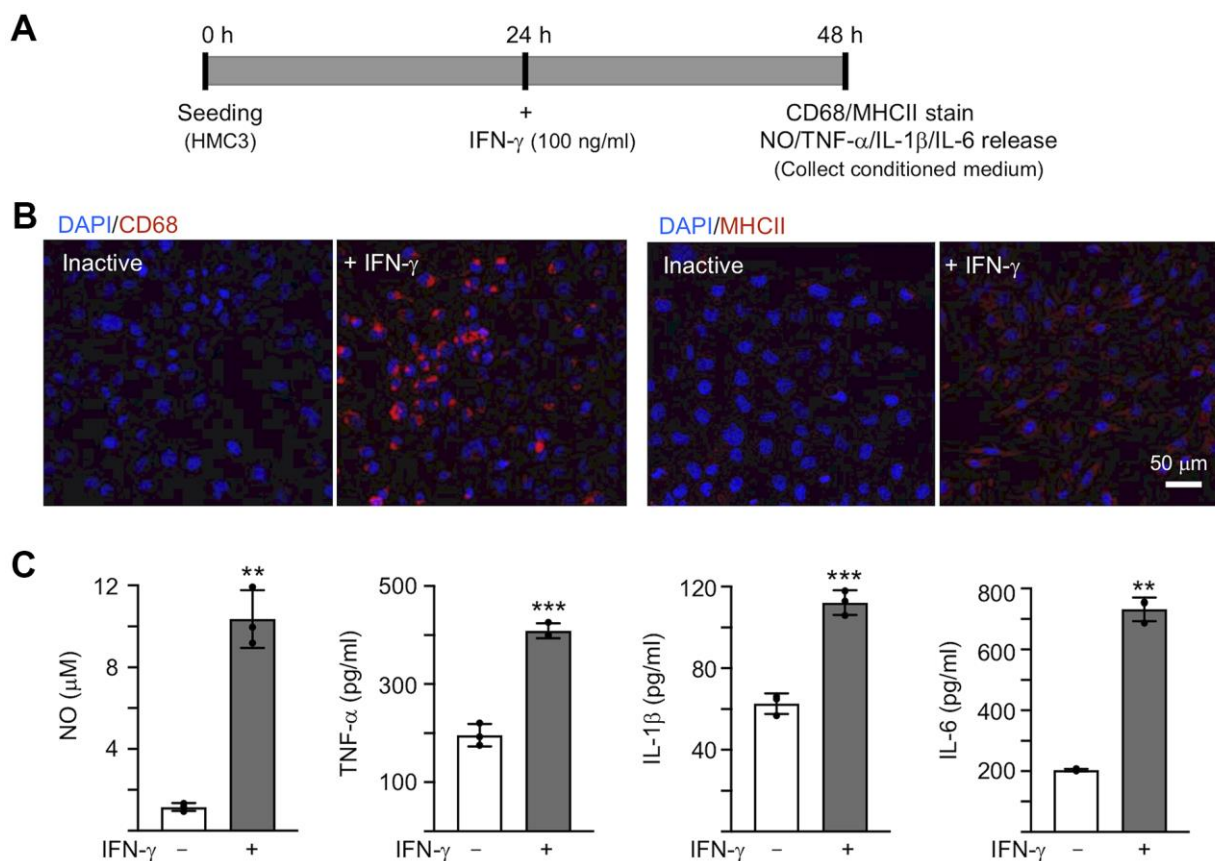 A
0 h
24 h
48 h
Seeding
(HMC3)
+
IFN-γ (100 ng/ml)
CD68/MHCII stain
NO/TNF-α/IL-1β/IL-6 release
(Collect conditioned medium)
B
DAPI/CD68
DAPI/MHCII
Inactive
+ IFN-γ
Inactive
+ IFN-γ
50 μm
C
NO (μM)
12
8
4
**
IFN-γ − +
TNF-α (pg/ml)
500
300
100
***
IFN-γ − +
IL-1β (pg/ml)
120
80
40
***
IFN-γ − +
IL-6 (pg/ml)
800
600
400
200
**
IFN-γ − +